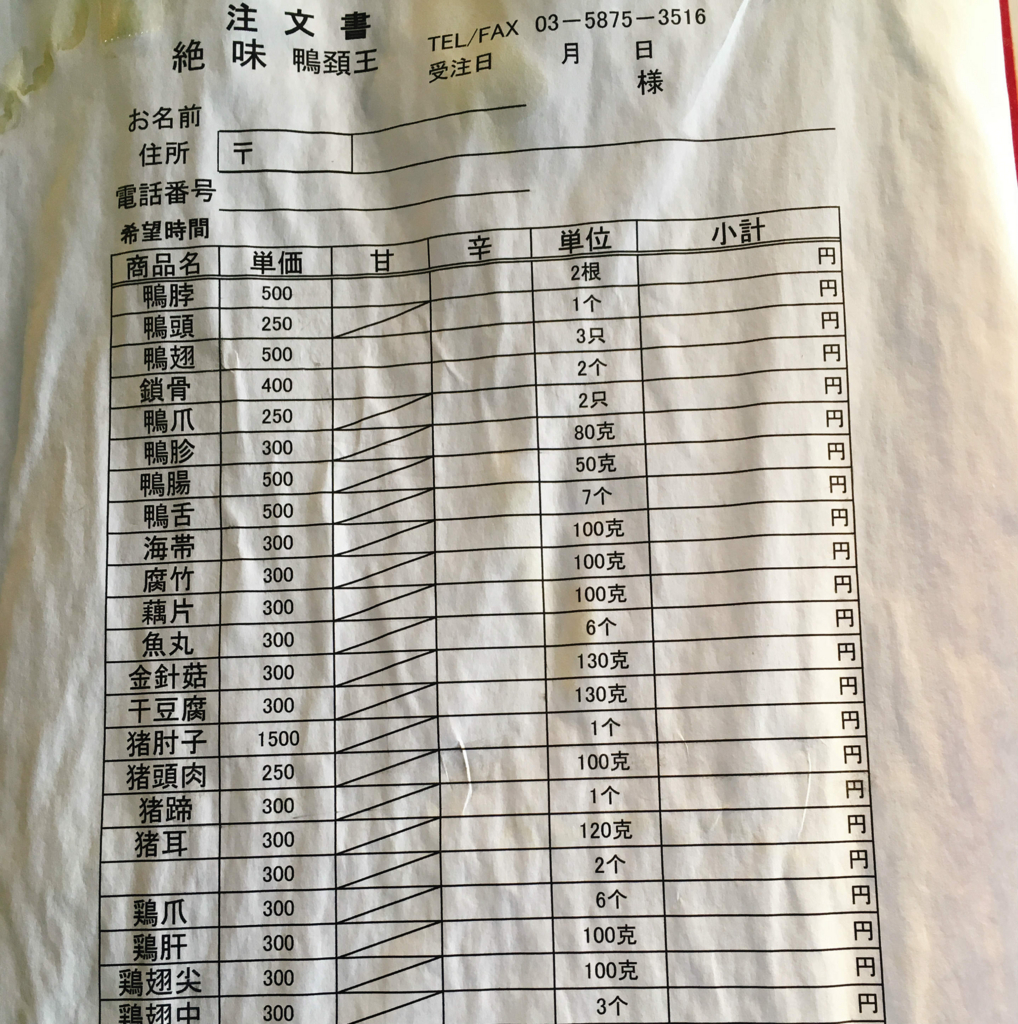 注文書
絶味 鴨頚王
TEL/FAX 03－5875－3516
受注日 月 日
様
お名前
住所 〒
電話番号
希望時間
商品名 単価 甘 辛 単位 小計
鴨脖 500 2根 円
鴨頭 250 1个 円
鴨翅 500 3只 円
鎖骨 400 2个 円
鴨爪 250 2只 円
鴨胗 300 80克 円
鴨腸 500 50克 円
鴨舌 500 7个 円
海帯 300 100克 円
腐竹 300 100克 円
藕片 300 100克 円
魚丸 300 6个 円
金針菇 300 130克 円
干豆腐 300 130克 円
猪肘子 1500 1个 円
猪頭肉 250 100克 円
猪蹄 300 1个 円
猪耳 300 120克 円
300 2个 円
鶏爪 300 6个 円
鶏肝 300 100克 円
鶏翅尖 300 100克 円
鶏翅中 300 3个 円